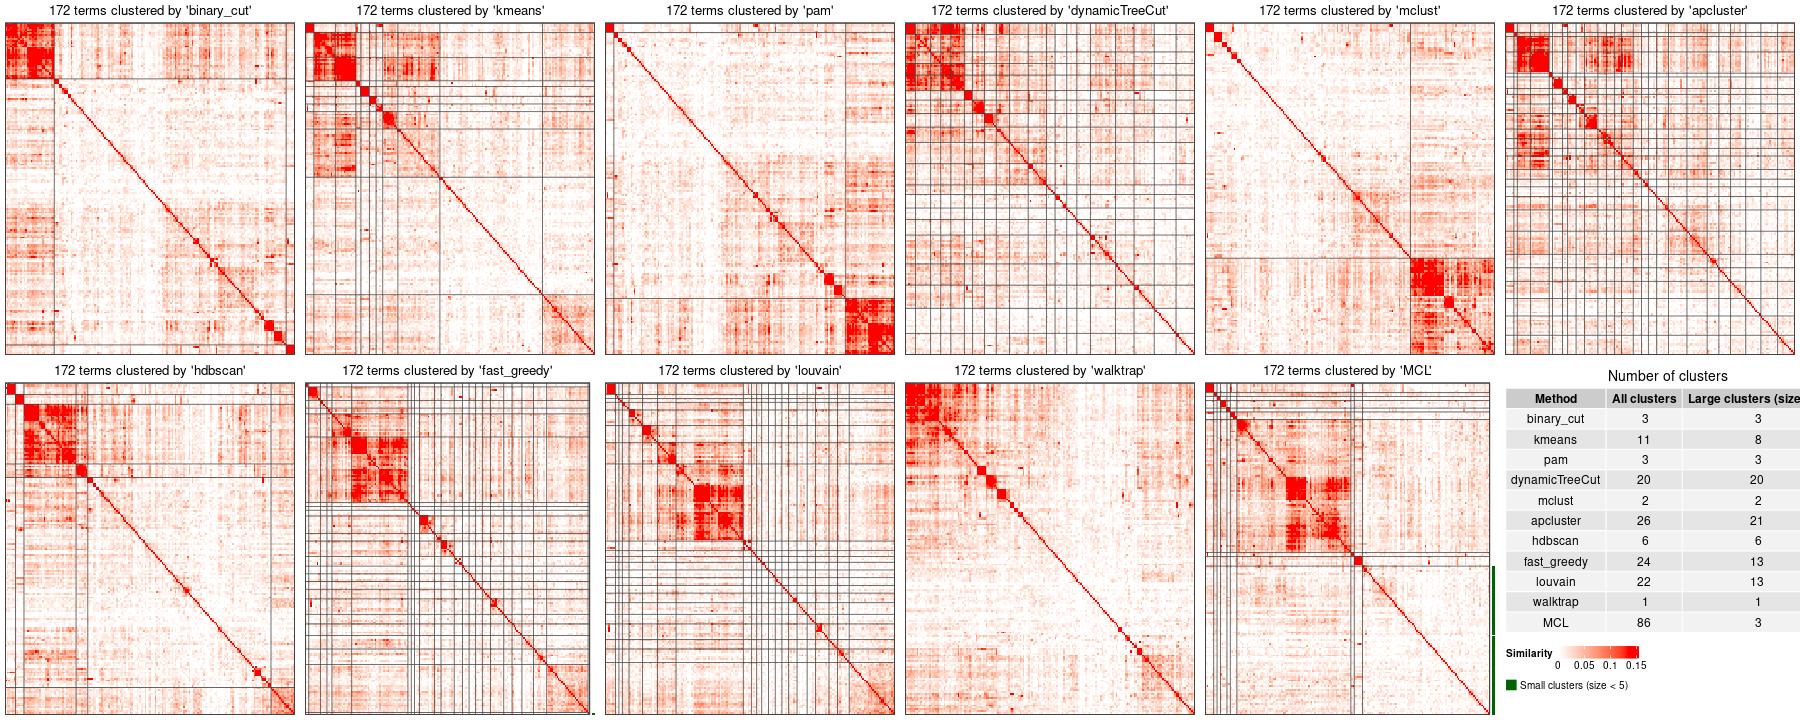 172 terms clustered by 'binary_cut'
172 terms clustered by 'kmeans'
172 terms clustered by 'pam'
172 terms clustered by 'dynamicTreeCut'
172 terms clustered by 'mclust'
172 terms clustered by 'apcluster'
172 terms clustered by 'hdbscan'
172 terms clustered by 'fast_greedy'
172 terms clustered by 'louvain'
172 terms clustered by 'walktrap'
172 terms clustered by 'MCL'
Number of clusters
Method All clusters Large clusters (size
binary_cut 3 3
kmeans 11 8
pam 3 3
dynamicTreeCut 20 20
mclust 2 2
apcluster 26 21
hdbscan 6 6
fast_greedy 24 13
louvain 22 13
walktrap 1 1
MCL 86 3
Similarity
0 0.05 0.1 0.15
Small clusters (size < 5)